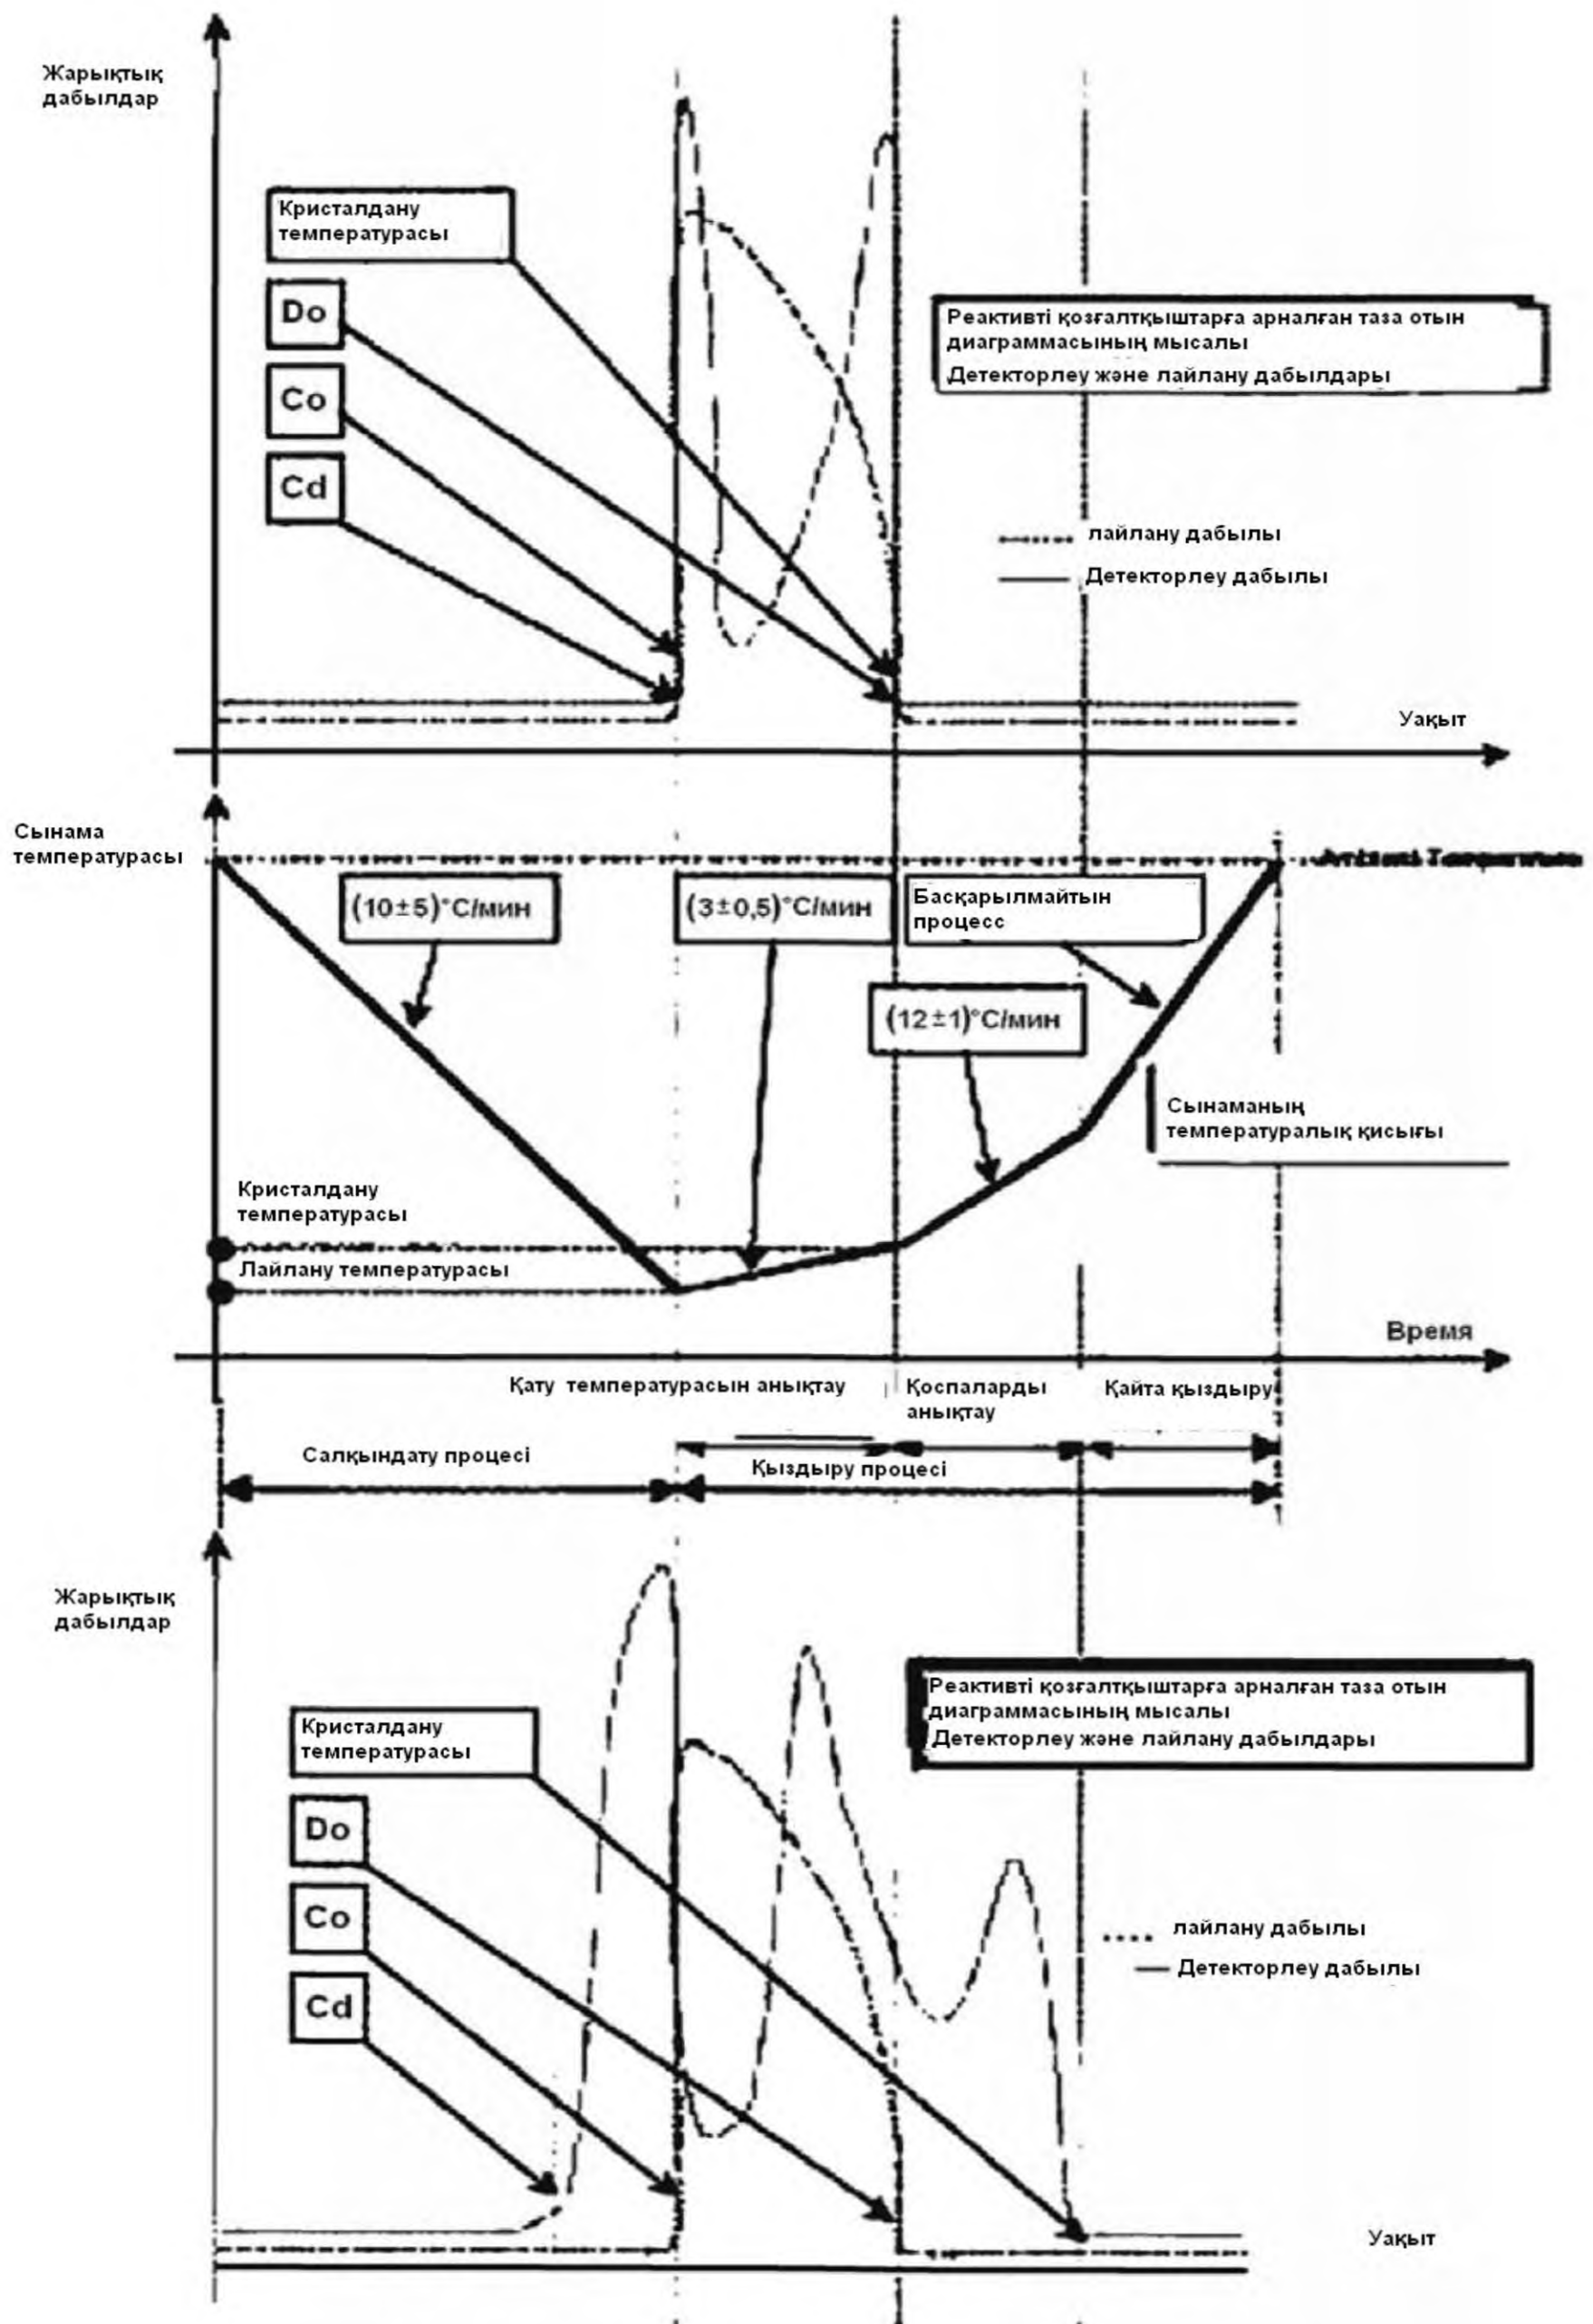 Жарықтық
дабылдар
Кристалдану
температурасы
Do
Co
Cd
Реактивті қозғалтқыштарға арналған таза отын
диаграммасының мысалы
Детекторлеу және лайлану дабылдары
лайлану дабылы
Детекторлеу дабылы
Уақыт
Сынама
температурасы
(10±5)°С/мин
(3±0,5)°С/мин
Басқарылмайтын
процесс
(12±1)°С/мин
Сынаманың
температуралық қисығы
Кристалдану
температурасы
Лайлану температурасы
Время
Қату температурасын анықтау
Қоспаларды
анықтау
Қайта қыздыру
Салқындату процесі
Қыздыру процесі
Жарықтық
дабылдар
Кристалдану
температурасы
Do
Co
Cd
Реактивті қозғалтқыштарға арналған таза отын
диаграммасының мысалы
Детекторлеу және лайлану дабылдары
лайлану дабылы
Детекторлеу дабылы
Уақыт